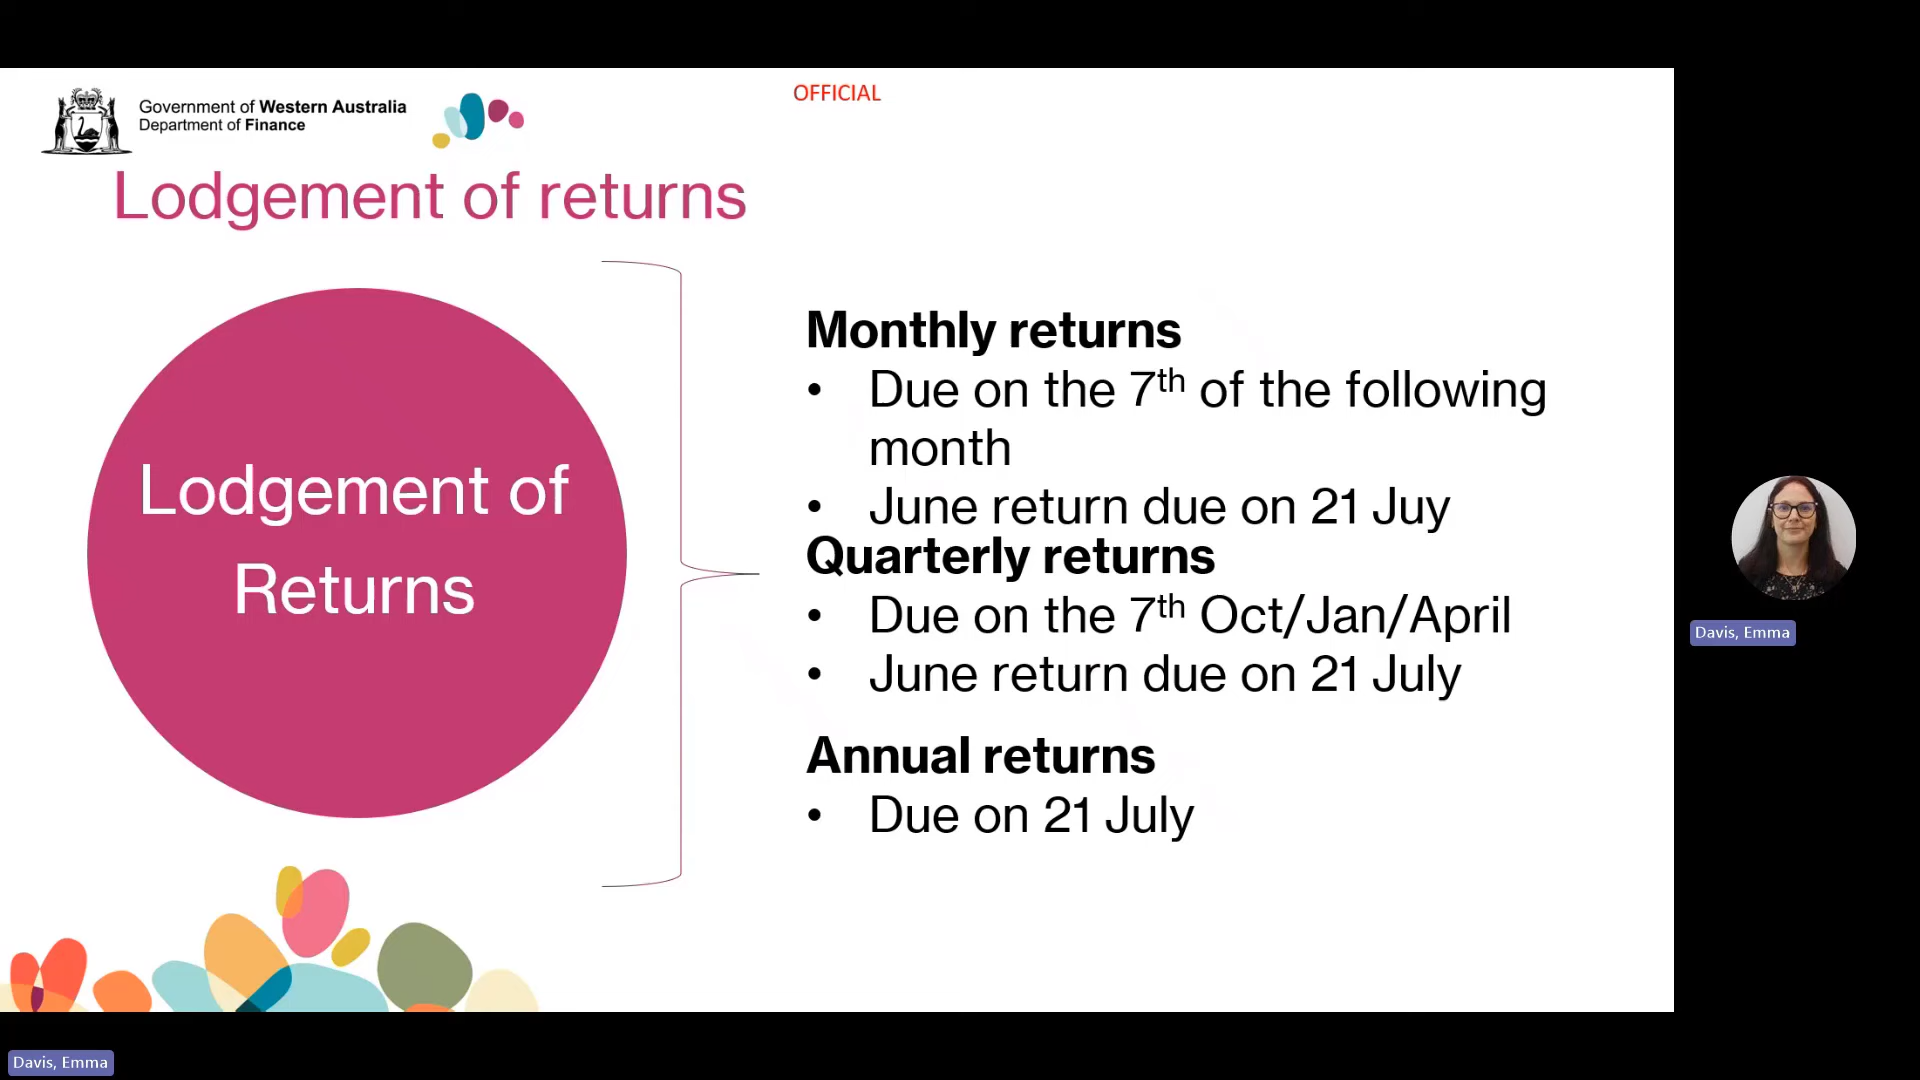 OFFICIAL
Government of Western Australia
Department of Finance
Lodgement of returns
Lodgement of
Returns
Monthly returns
• Due on the 7th of the following
month
• June return due on 21 Juy
Quarterly returns
• Due on the 7th Oct/Jan/April
• June return due on 21 July
Annual returns
• Due on 21 July
Davis, Emma
Davis, Emma